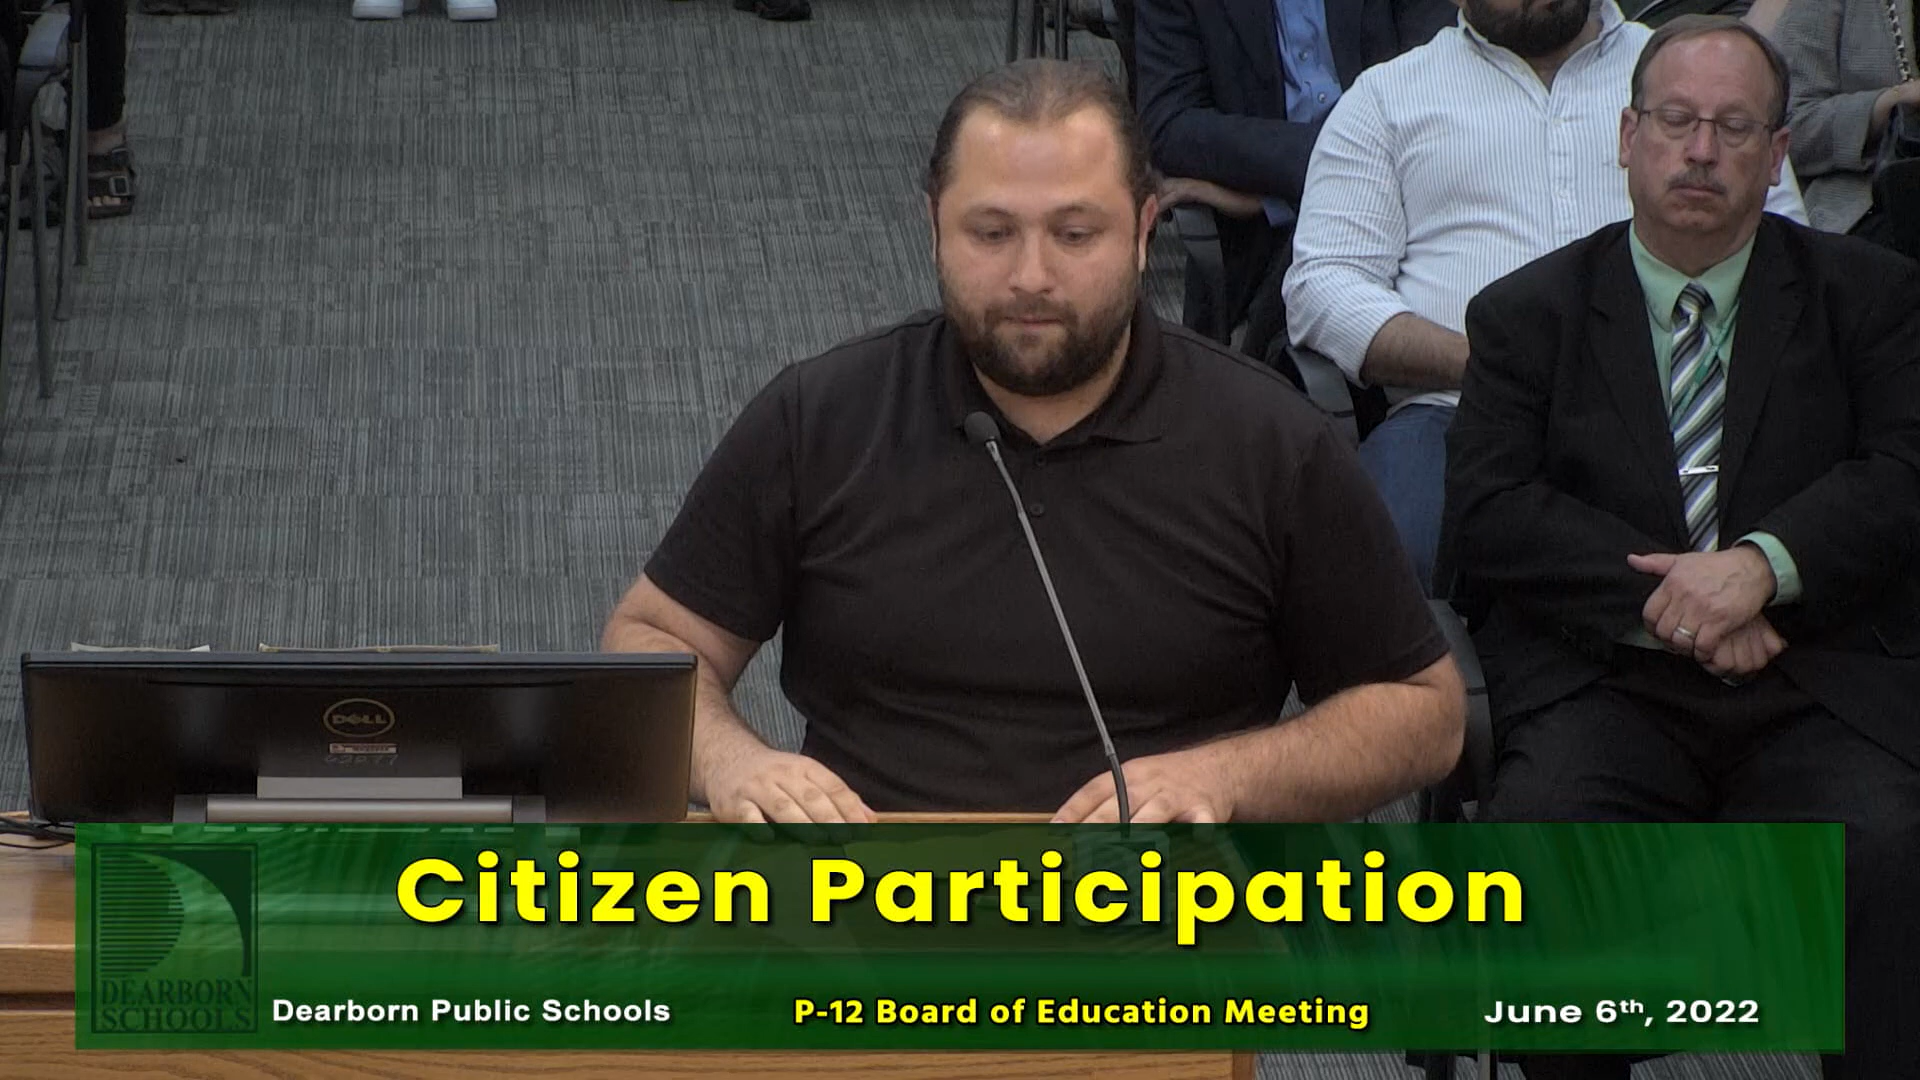 DELL
Citizen Participation
DEARBORN
SCHOOLS
Dearborn Public Schools P-12 Board of Education Meeting June 6th, 2022